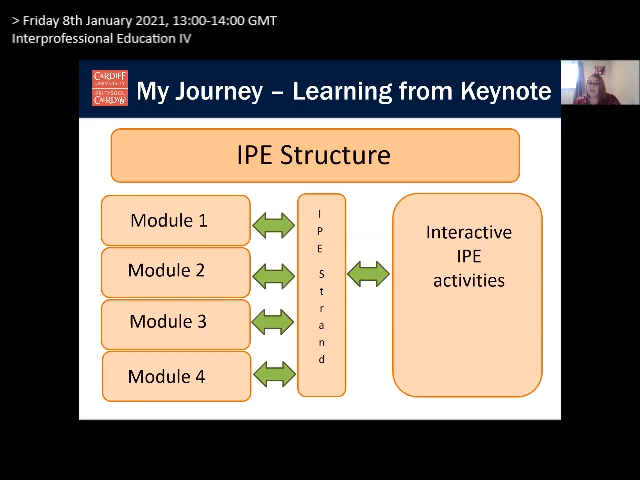 > Friday 8th January 2021, 13:00-14:00 GMT
Interprofessional Education IV
CARDIFF
UNIVERSITY
PRIFYSGOL
CAERDYDD
My Journey – Learning from Keynote
IPE Structure
Module 1
Module 2
Module 3
Module 4
I
P
E
S
t
r
a
n
d
Interactive
IPE
activities